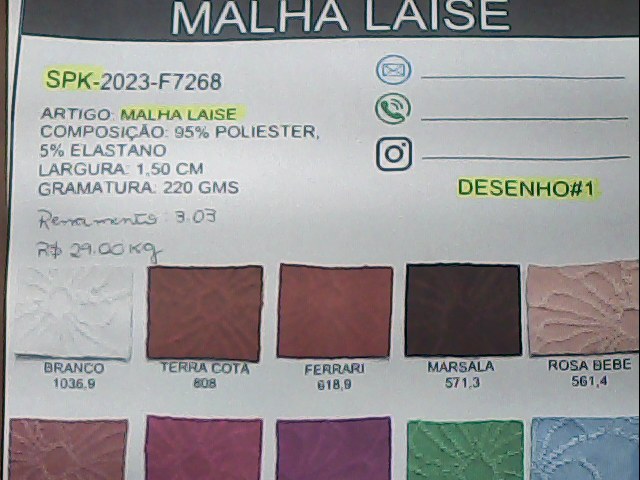 MALHA LAISE
SPK-2023-F7268
ARTIGO: MALHA LAISE
COMPOSIÇÃO: 95% POLIESTER,
5% ELASTANO
LARGURA: 1,50 CM
GRAMATURA: 220 GMS
DESENHO#1
Renramento: 3.03
R$ 29.00 KG
BRANCO
1036,9
TERRA COTA
808
FERRARI
618,9
MARSALA
571,3
ROSA BEBE
561,4